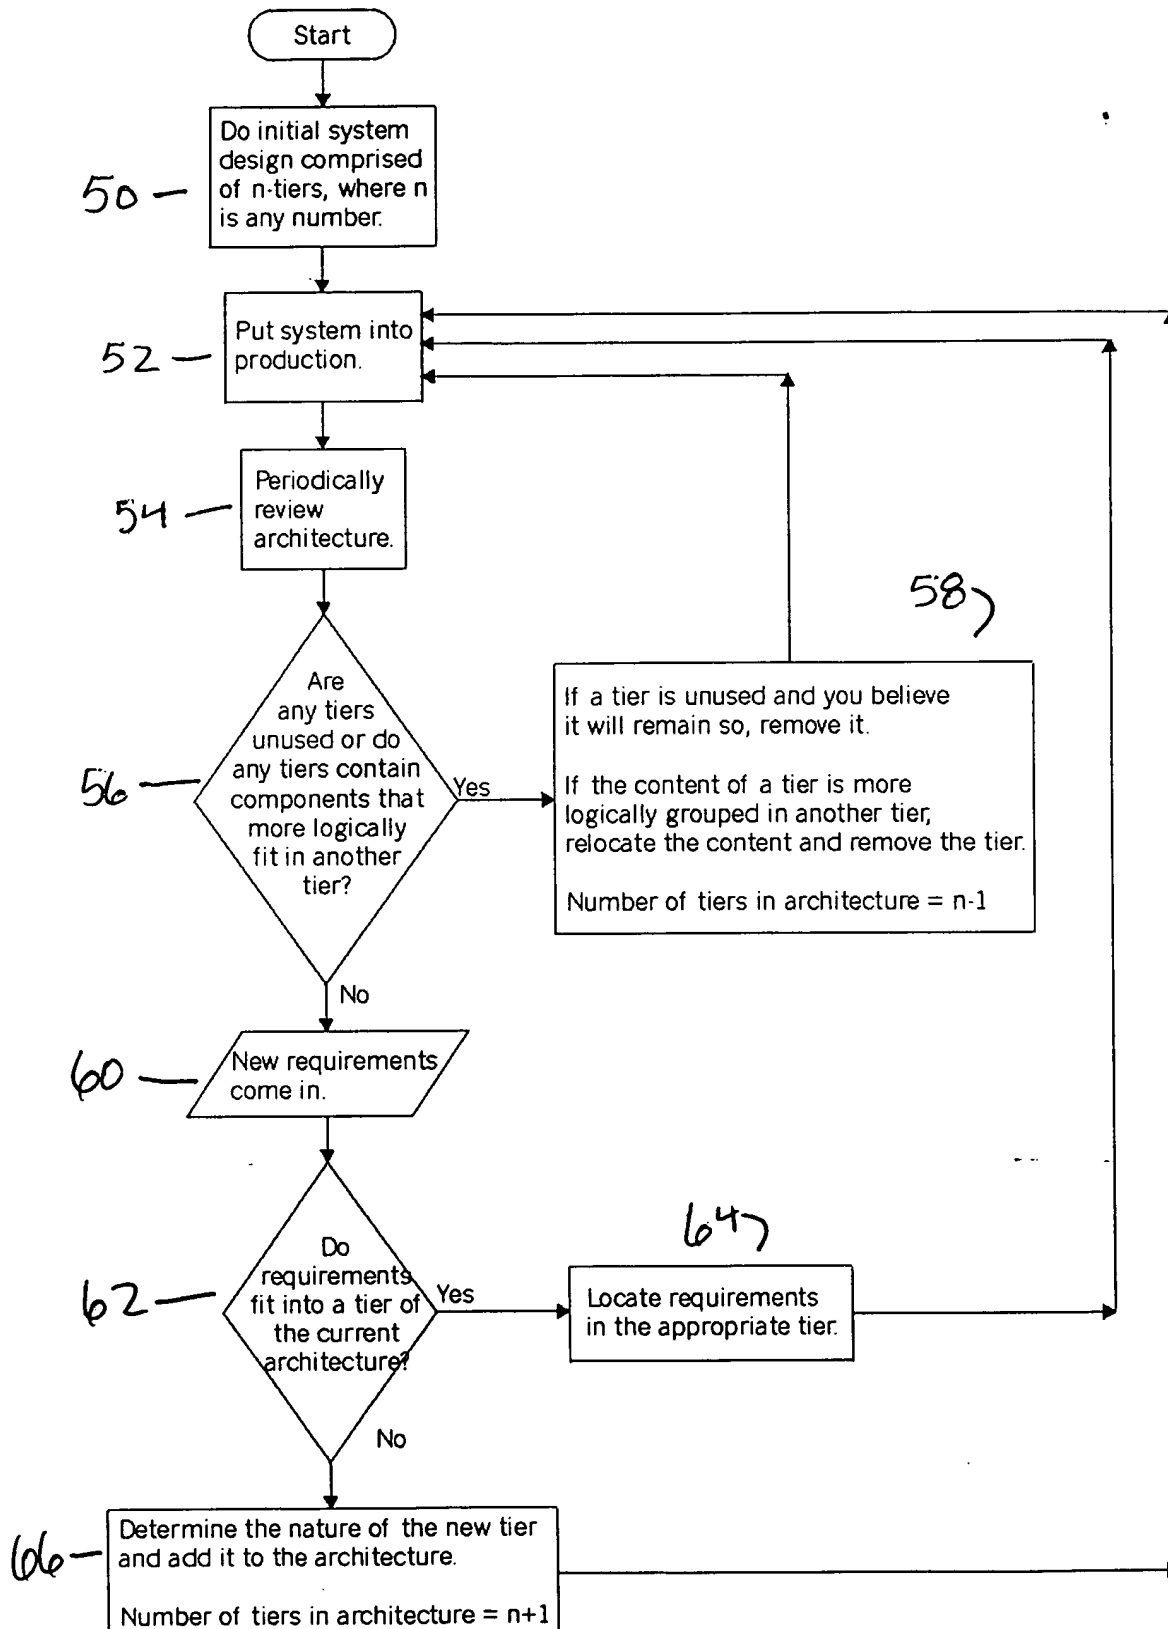 Start
Do initial system
design comprised
of n-tiers, where n
is any number.
50
Put system into
production.
52
Periodically
review
architecture.
54
58
Are
any tiers
unused or do
any tiers contain
components that
more logically
fit in another
tier?
56
Yes
If a tier is unused and you believe
it will remain so, remove it.
If the content of a tier is more
logically grouped in another tier,
relocate the content and remove the tier.
Number of tiers in architecture = n-1
No
New requirements
come in.
60
64
Do
requirements
fit into a tier of
the current
architecture?
62
Yes
Locate requirements
in the appropriate tier.
No
Determine the nature of the new tier
and add it to the architecture.
66
Number of tiers in architecture = n+1